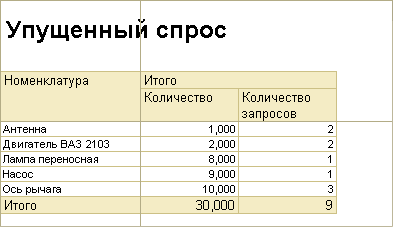 Упущенный спрос
Номенклатура Итого
Количество Количество запросов
Антенна 1,000 2
Двигатель ВАЗ 2103 2,000 2
Лампа переносная 8,000 1
Насос 9,000 1
Ось рычага 10,000 3
Итого 30,000 9